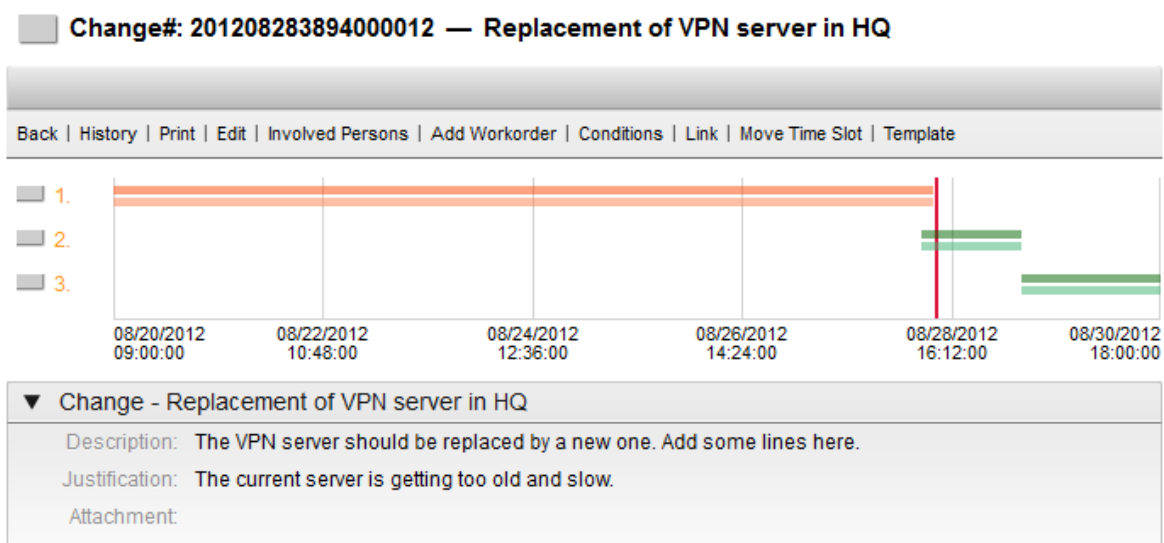 Change#: 201208283894000012 — Replacement of VPN server in HQ
Back | History | Print | Edit | Involved Persons | Add Workorder | Conditions | Link | Move Time Slot | Template
1.
2.
3.
08/20/2012 08/22/2012 08/24/2012 08/26/2012 08/28/2012 08/30/2012
09:00:00 10:48:00 12:36:00 14:24:00 16:12:00 18:00:00
▼ Change - Replacement of VPN server in HQ
Description: The VPN server should be replaced by a new one. Add some lines here.
Justification: The current server is getting too old and slow.
Attachment: